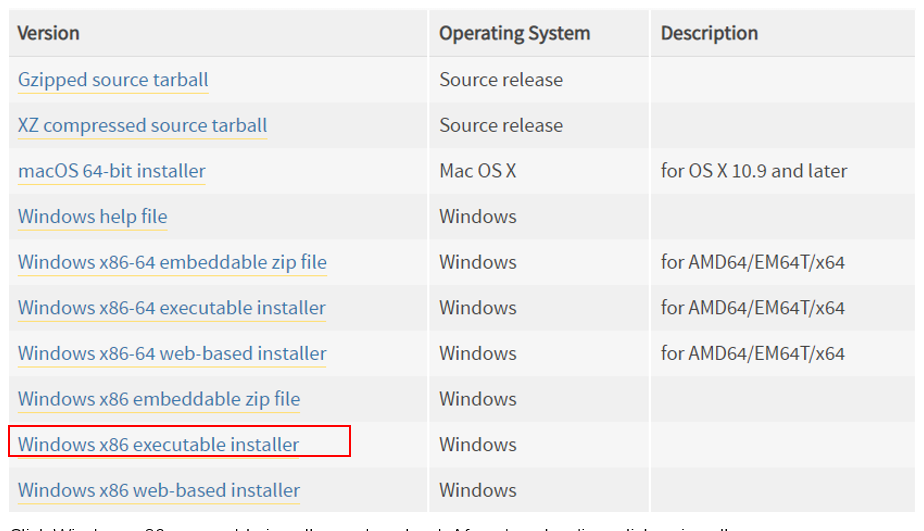 Version Operating System Description
Gzipped source tarball Source release
XZ compressed source tarball Source release
macOS 64-bit installer Mac OS X for OS X 10.9 and later
Windows help file Windows
Windows x86-64 embeddable zip file Windows for AMD64/EM64T/x64
Windows x86-64 executable installer Windows for AMD64/EM64T/x64
Windows x86-64 web-based installer Windows for AMD64/EM64T/x64
Windows x86 embeddable zip file Windows
Windows x86 executable installer Windows
Windows x86 web-based installer Windows